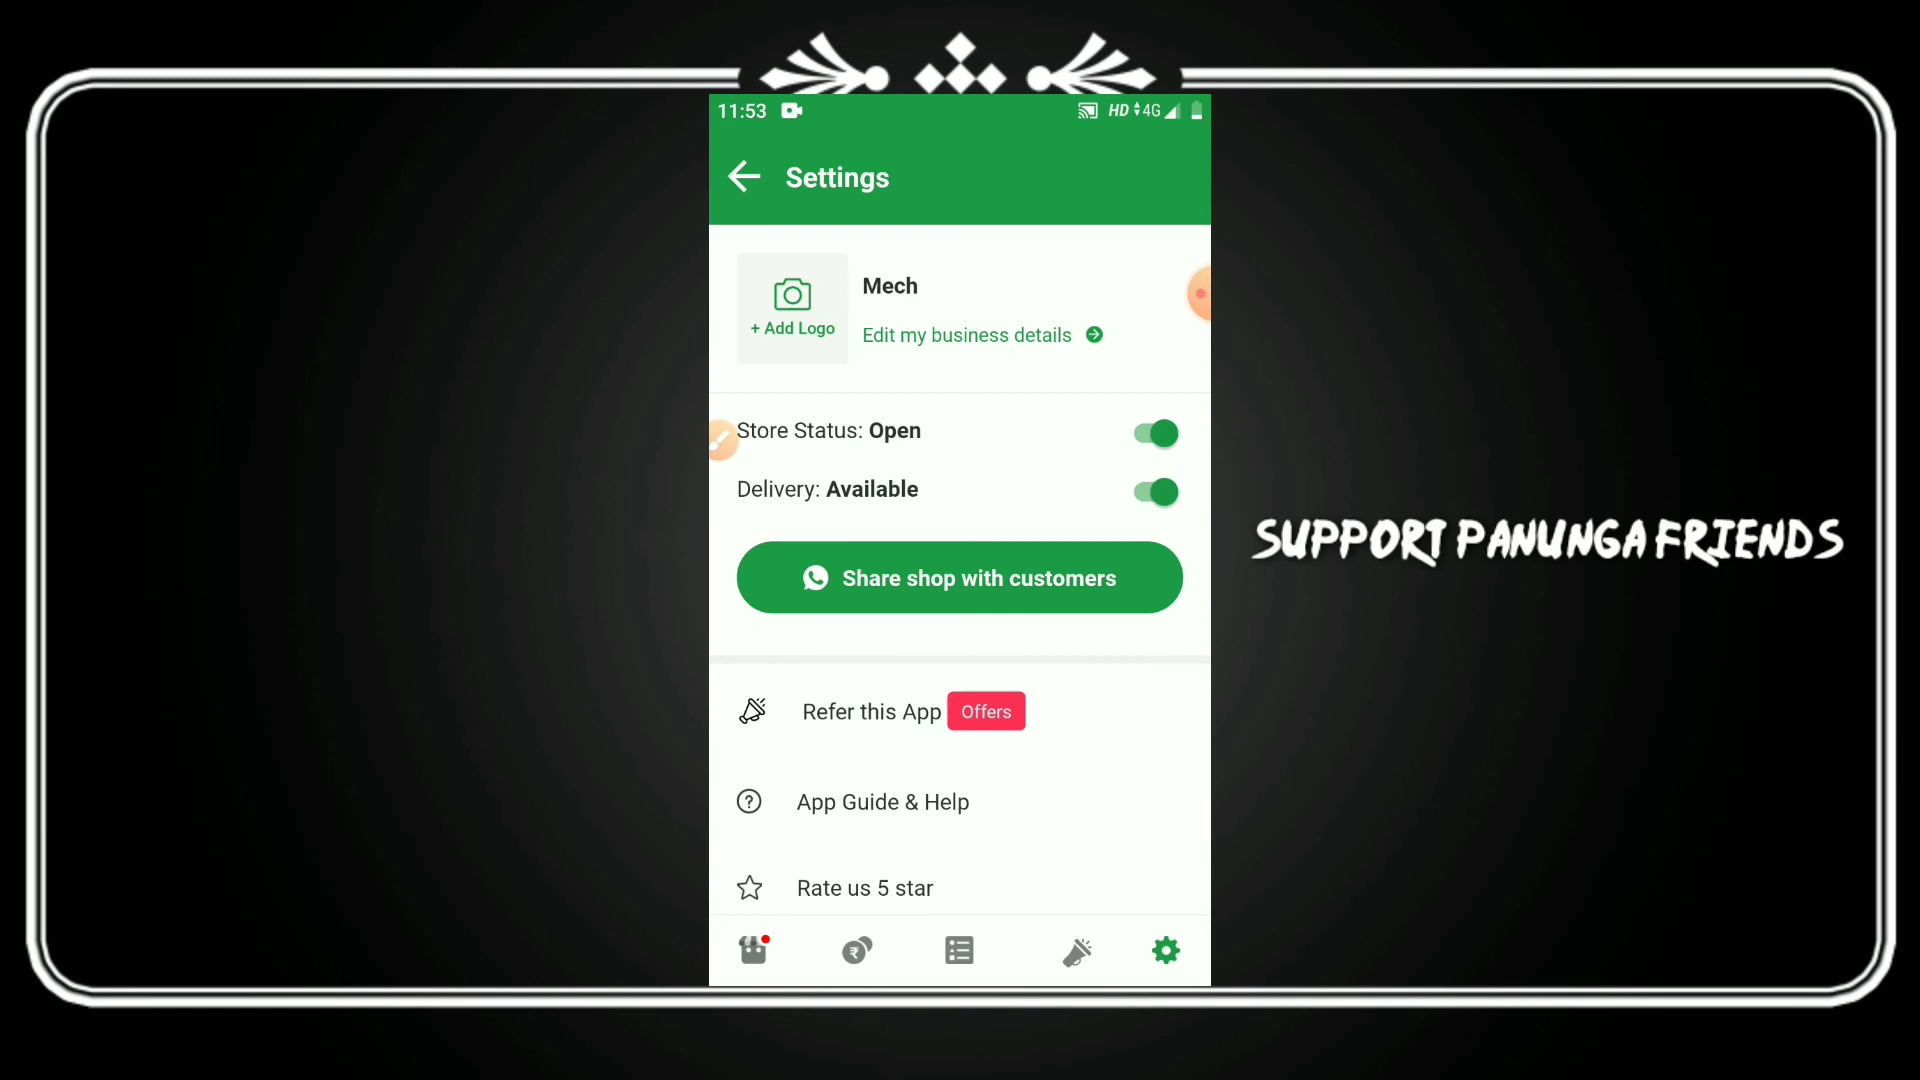 11:53
HD 4G
Settings
Mech
+ Add Logo
Edit my business details
Store Status: Open
Delivery: Available
Share shop with customers
SUPPORT PANUNGA FRIENDS
Refer this App Offers
App Guide & Help
Rate us 5 star